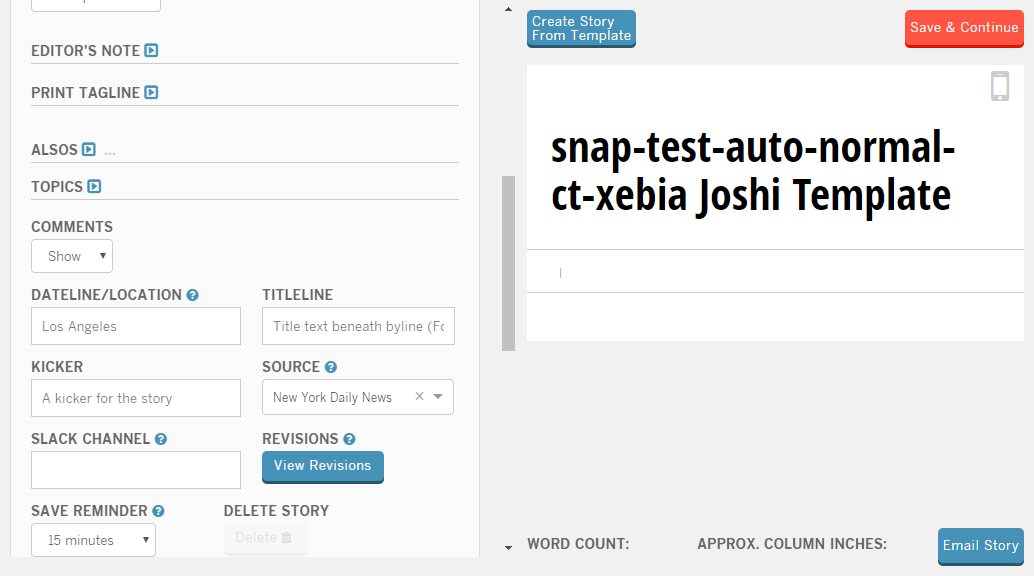 EDITOR'S NOTE
PRINT TAGLINE
ALSOS ...
TOPICS
COMMENTS
Show
DATELINE/LOCATION
TITLELINE
Los Angeles
Title text beneath byline (Fo
KICKER
SOURCE
A kicker for the story
New York Daily News
SLACK CHANNEL
REVISIONS
View Revisions
SAVE REMINDER
DELETE STORY
15 minutes
Delete
Create Story
From Template
Save & Continue
snap-test-auto-normal-
ct-xebia Joshi Template
WORD COUNT:
APPROX. COLUMN INCHES:
Email Story